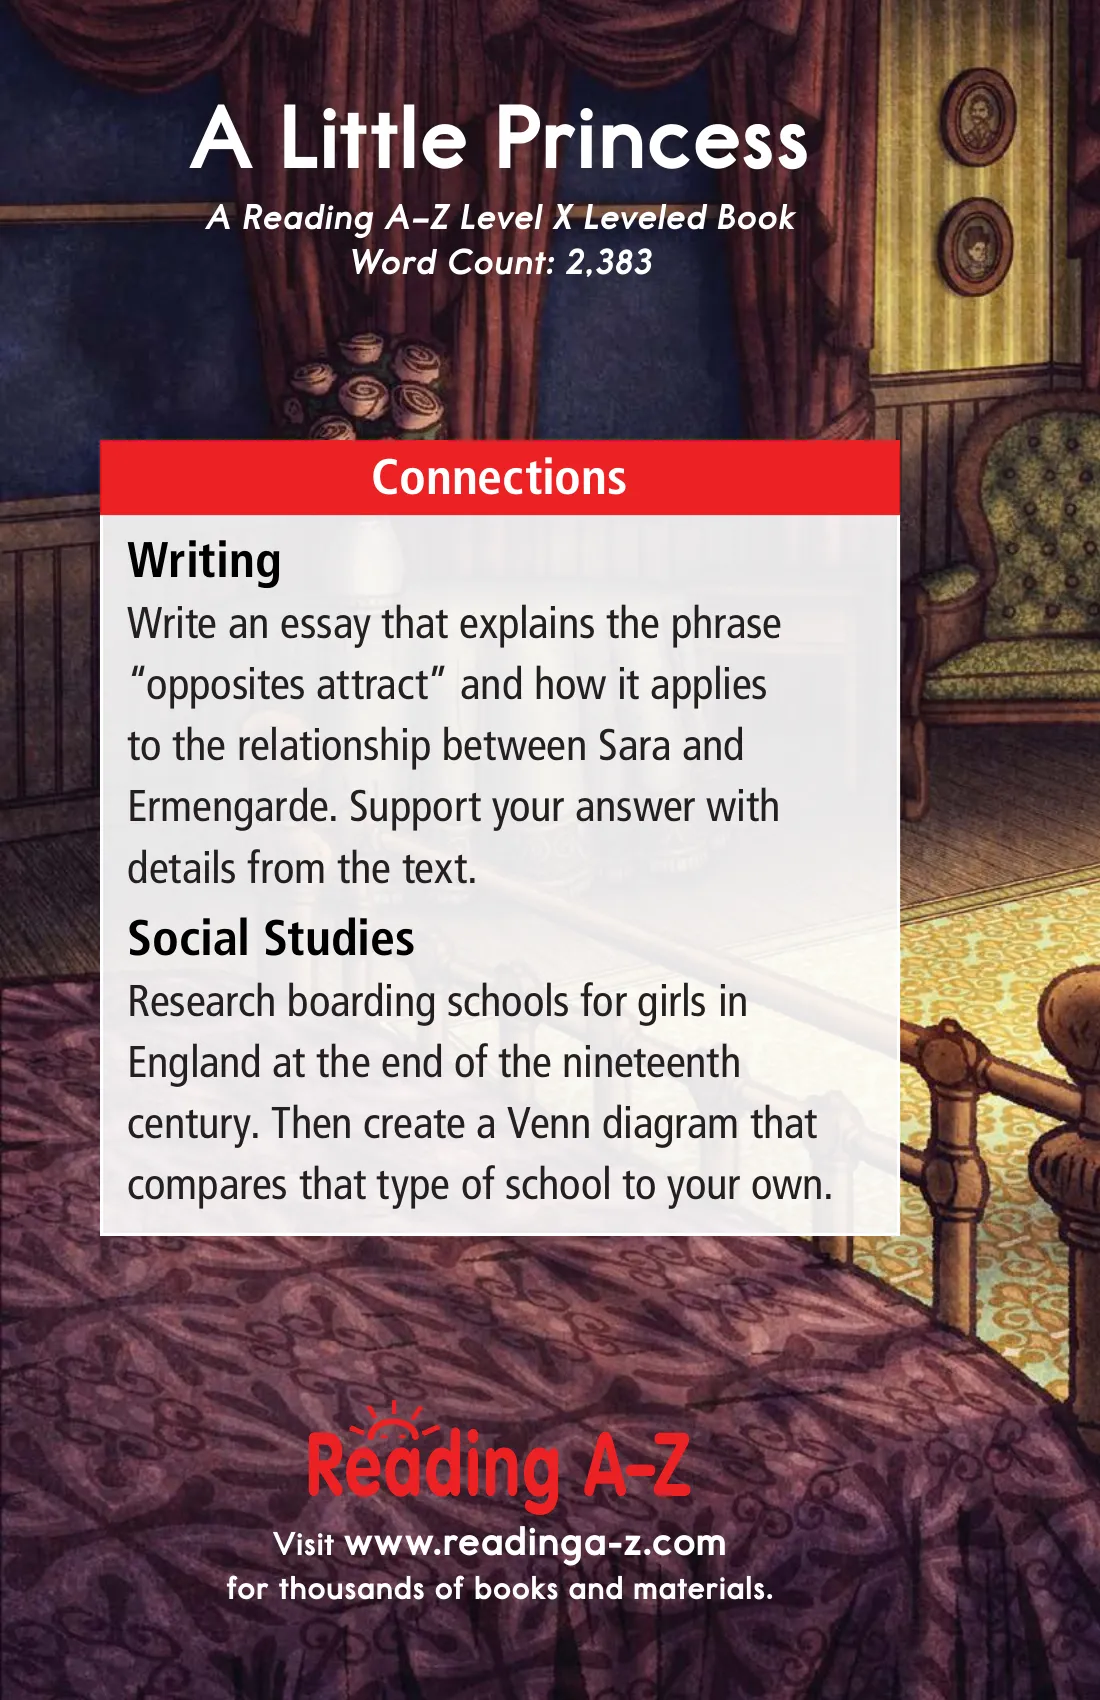 A Little Princess
A Reading A–Z Level X Leveled Book
Word Count: 2,383
Connections
Writing
Write an essay that explains the phrase
“opposites attract” and how it applies
to the relationship between Sara and
Ermengarde. Support your answer with
details from the text.
Social Studies
Research boarding schools for girls in
England at the end of the nineteenth
century. Then create a Venn diagram that
compares that type of school to your own.
Reading A–Z
Visit www.readinga-z.com
for thousands of books and materials.